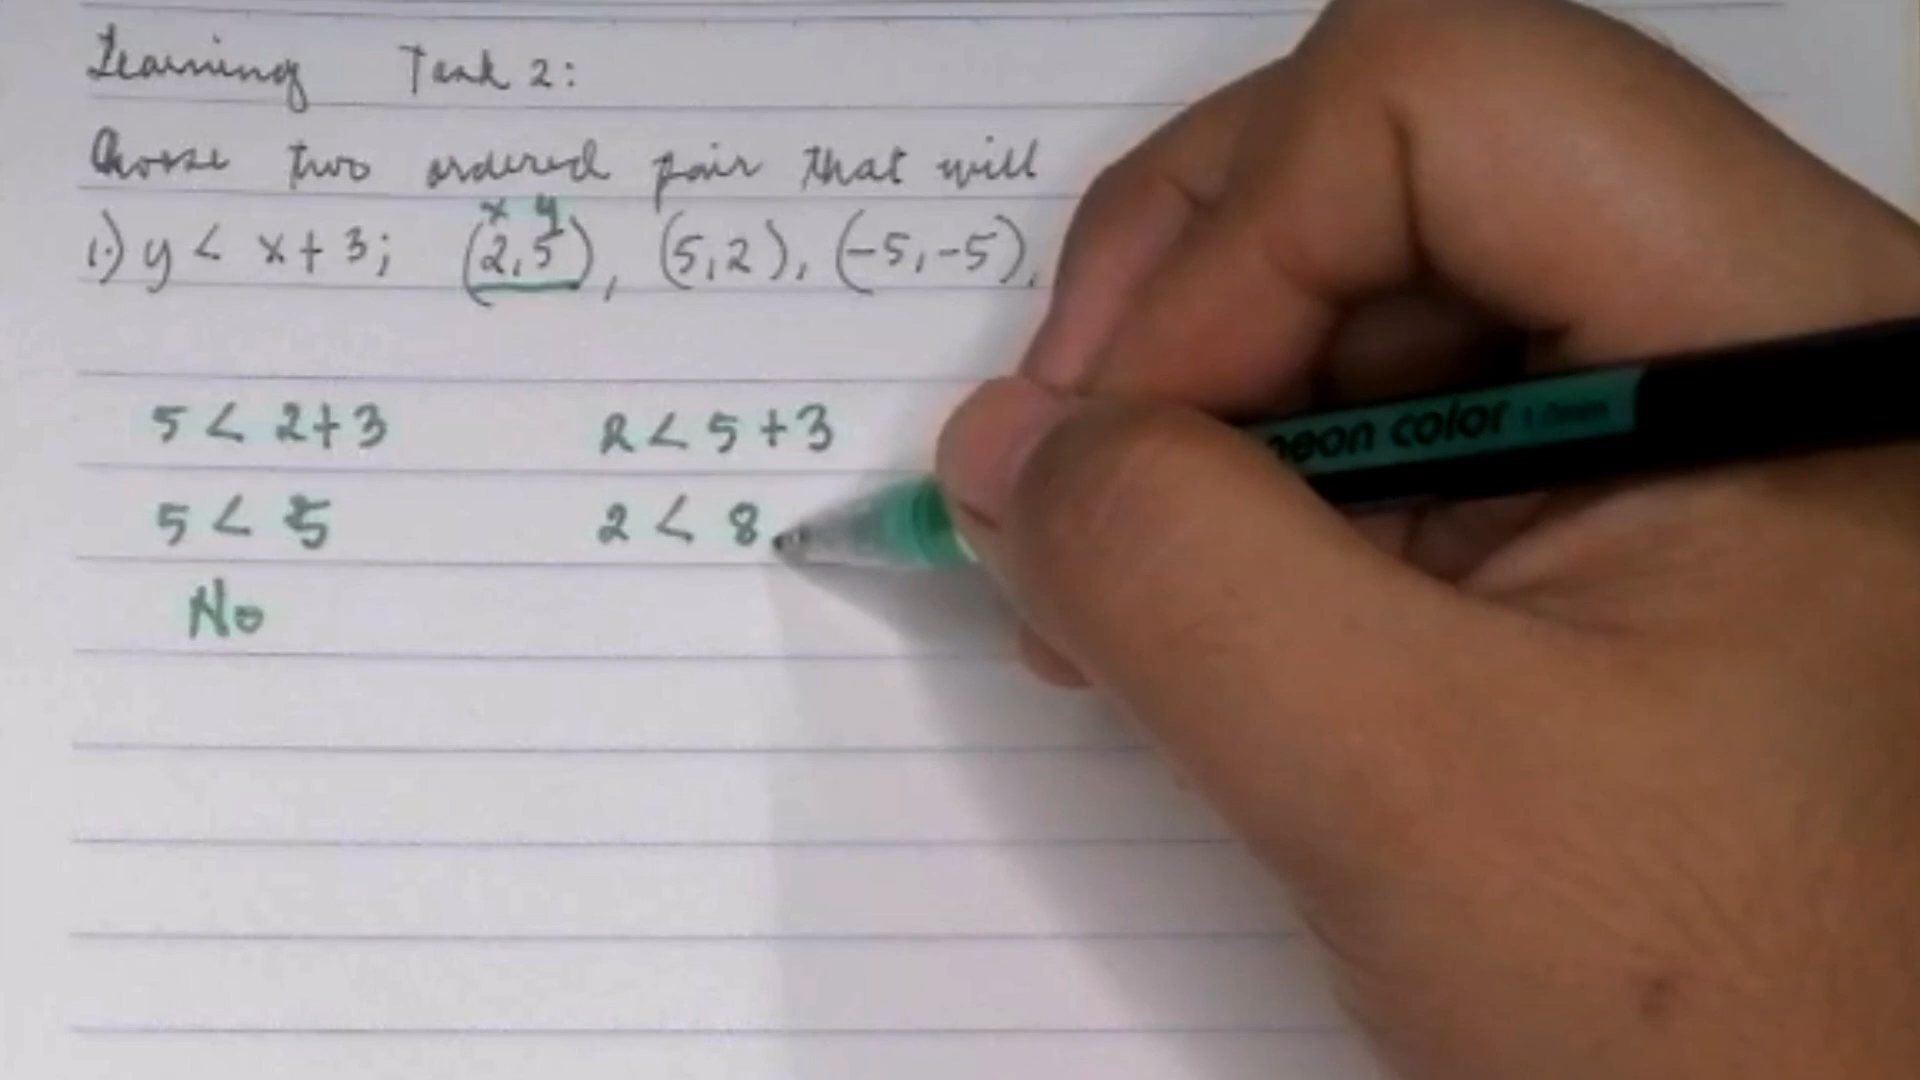 Learning Task 2:
Choose two ordered pair that will
x y
1.) y < x + 3; (2,5), (5,2), (-5,-5),
5 < 2+3 2 < 5+3
5 < 5 2 < 8
No
neon color